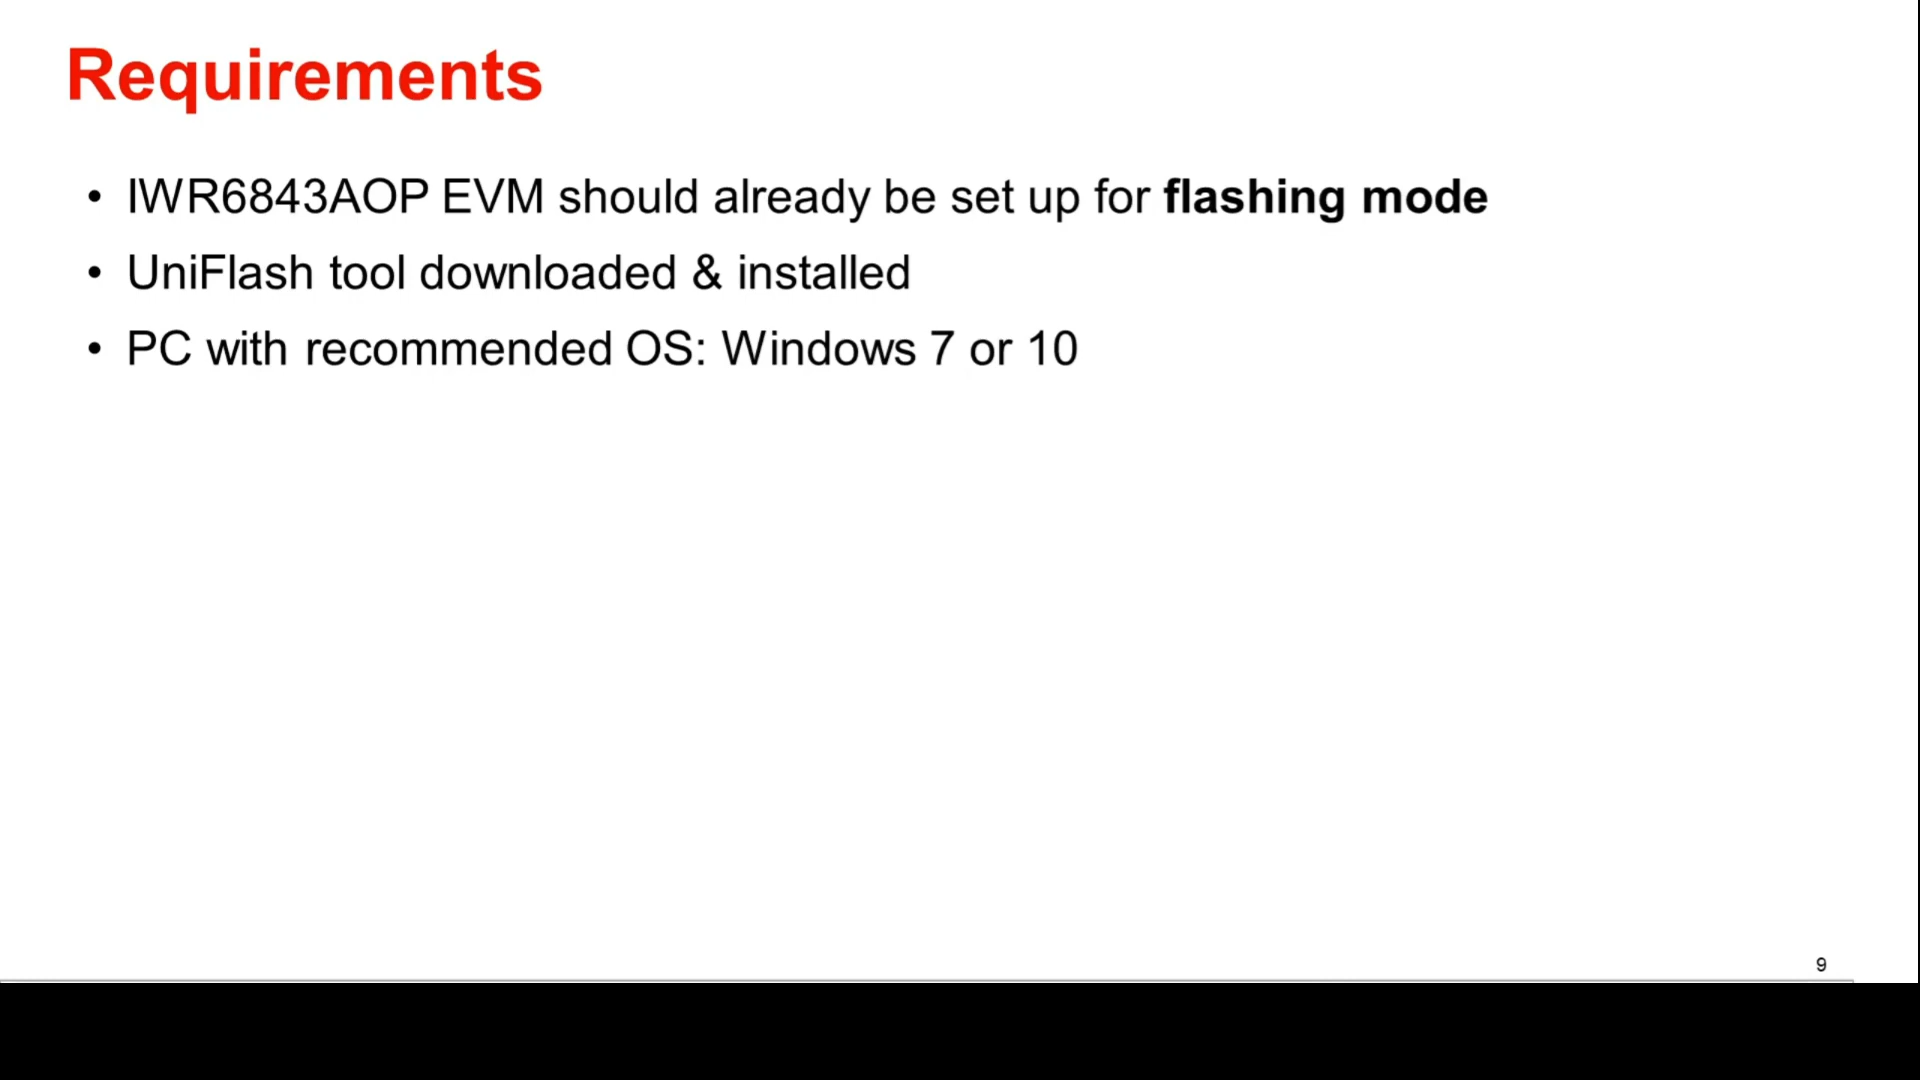 Requirements
• IWR6843AOP EVM should already be set up for flashing mode
• UniFlash tool downloaded & installed
• PC with recommended OS: Windows 7 or 10
9